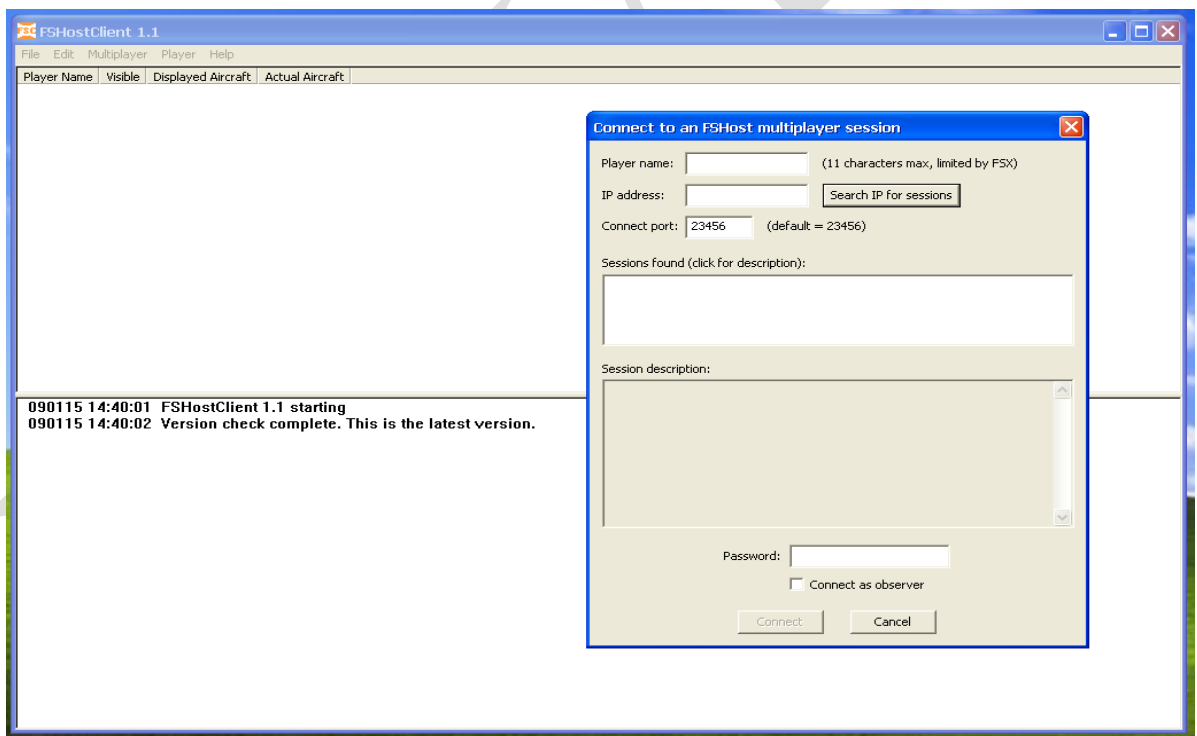 FSC FSHostClient 1.1
File Edit Multiplayer Player Help
Player Name Visible Displayed Aircraft Actual Aircraft
Connect to an FSHost multiplayer session
Player name: (11 characters max, limited by FSX)
IP address: Search IP for sessions
Connect port: 23456 (default = 23456)
Sessions found (click for description):
Session description:
Password:
Connect as observer
Connect Cancel
090115 14:40:01 FSHostClient 1.1 starting
090115 14:40:02 Version check complete. This is the latest version.